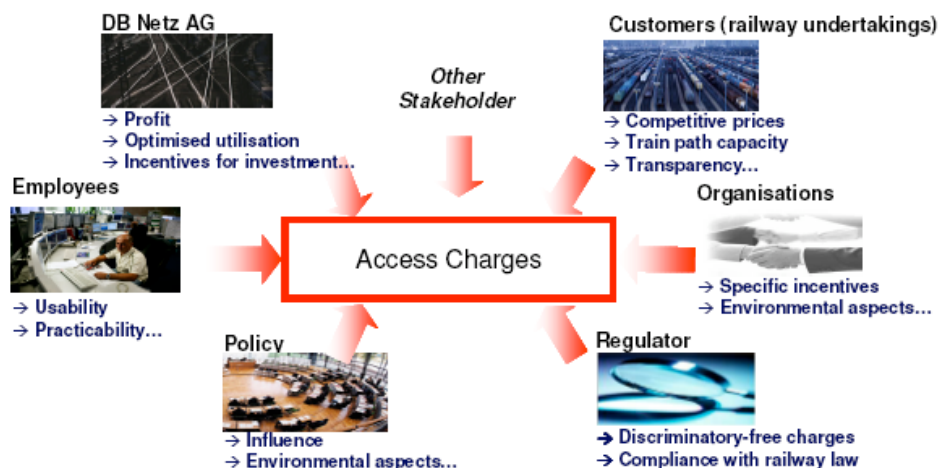 DB Netz AG
→ Profit
→ Optimised utilisation
→ Incentives for investment...
Other
Stakeholder
Customers (railway undertakings)
→ Competitive prices
→ Train path capacity
→ Transparency...
Employees
→ Usability
→ Practicability...
Access Charges
Organisations
→ Specific incentives
→ Environmental aspects...
Policy
→ Influence
→ Environmental aspects...
Regulator
→ Discriminatory-free charges
→ Compliance with railway law